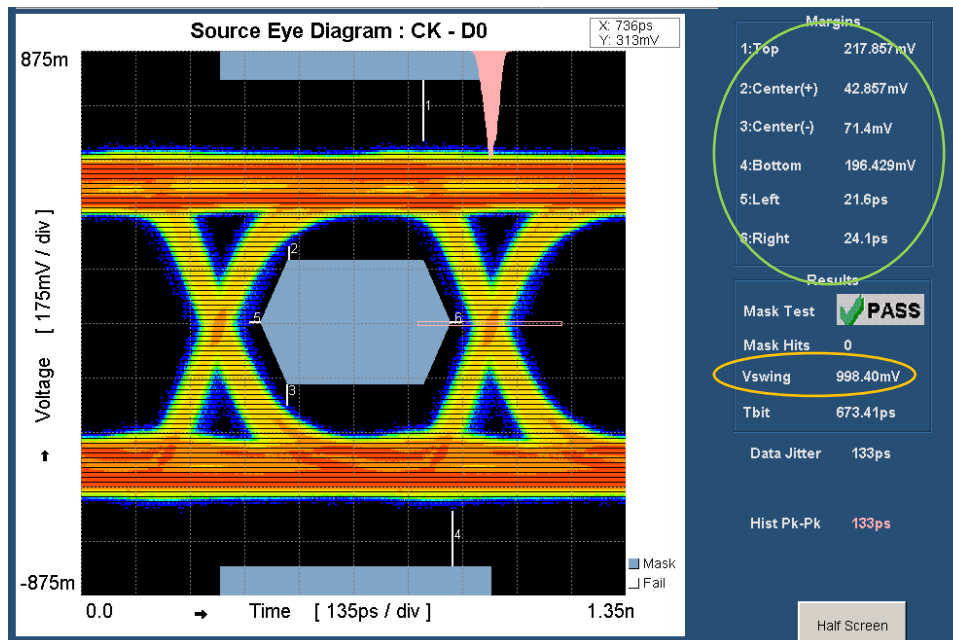 Source Eye Diagram : CK - D0
X: 736ps
Y: 313mV
875m
Voltage [ 175mV / div ]
-875m
1
2
3
4
5
6
Mask
Fail
0.0 → Time [ 135ps / div ] 1.35n
Margins
1:Top 217.857mV
2:Center(+) 42.857mV
3:Center(-) 71.4mV
4:Bottom 196.429mV
5:Left 21.6ps
6:Right 24.1ps
Results
Mask Test PASS
Mask Hits 0
Vswing 998.40mV
Tbit 673.41ps
Data Jitter 133ps
Hist Pk-Pk 133ps
Half Screen